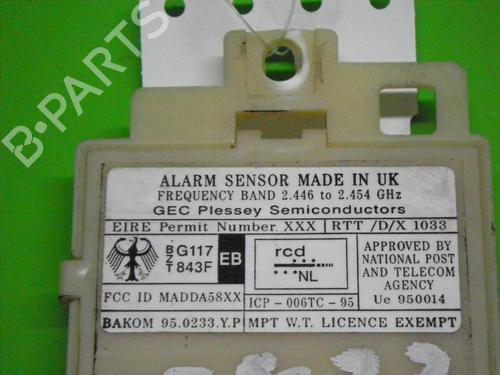 ALARM SENSOR MADE IN UK
FREQUENCY BAND 2.446 to 2.454 GHz
GEC Plessey Semiconductors
EIRE Permit Number XXX RTT /D/X 1033
BZT G117 843F EB
rcd
NL
APPROVED BY
NATIONAL POST
AND TELECOM
AGENCY
Ue 950014
FCC ID MADDA58XX
ICP -006TC -95
BAKOM 95.0233.Y.P MPT W.T. LICENCE EXEMPT
B-PARTS